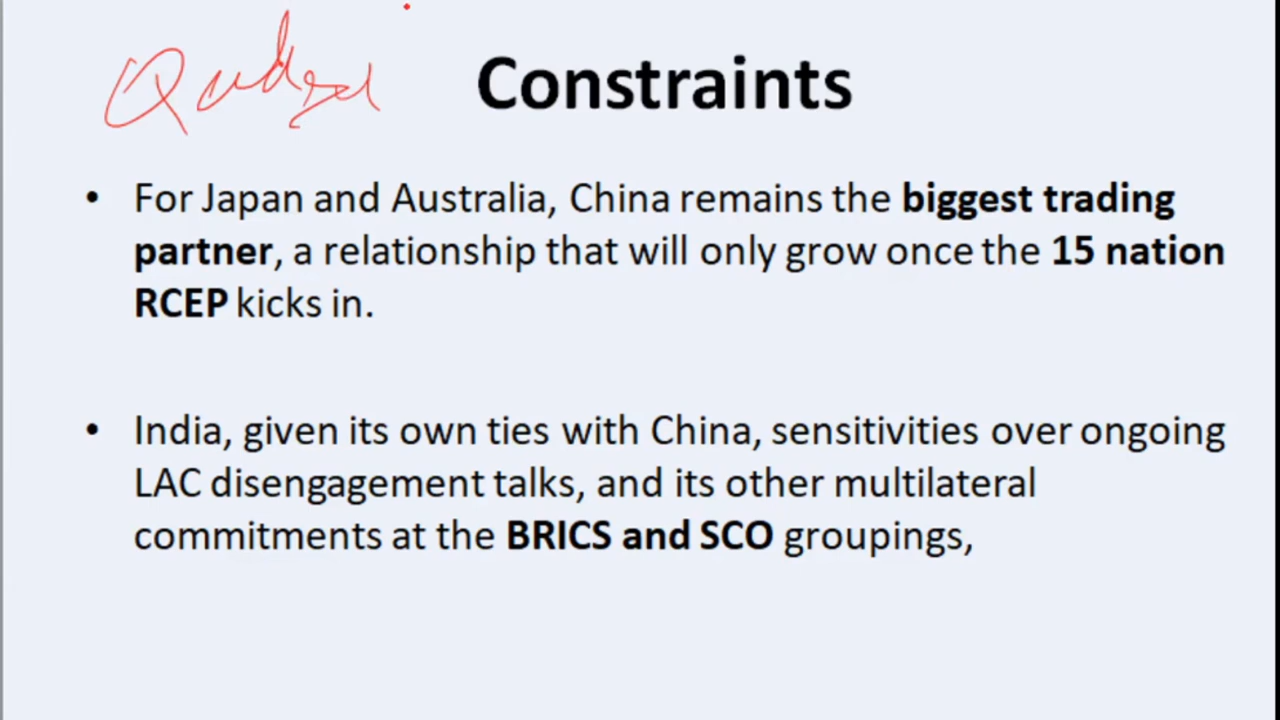 Constraints
• For Japan and Australia, China remains the biggest trading
partner, a relationship that will only grow once the 15 nation
RCEP kicks in.
• India, given its own ties with China, sensitivities over ongoing
LAC disengagement talks, and its other multilateral
commitments at the BRICS and SCO groupings,